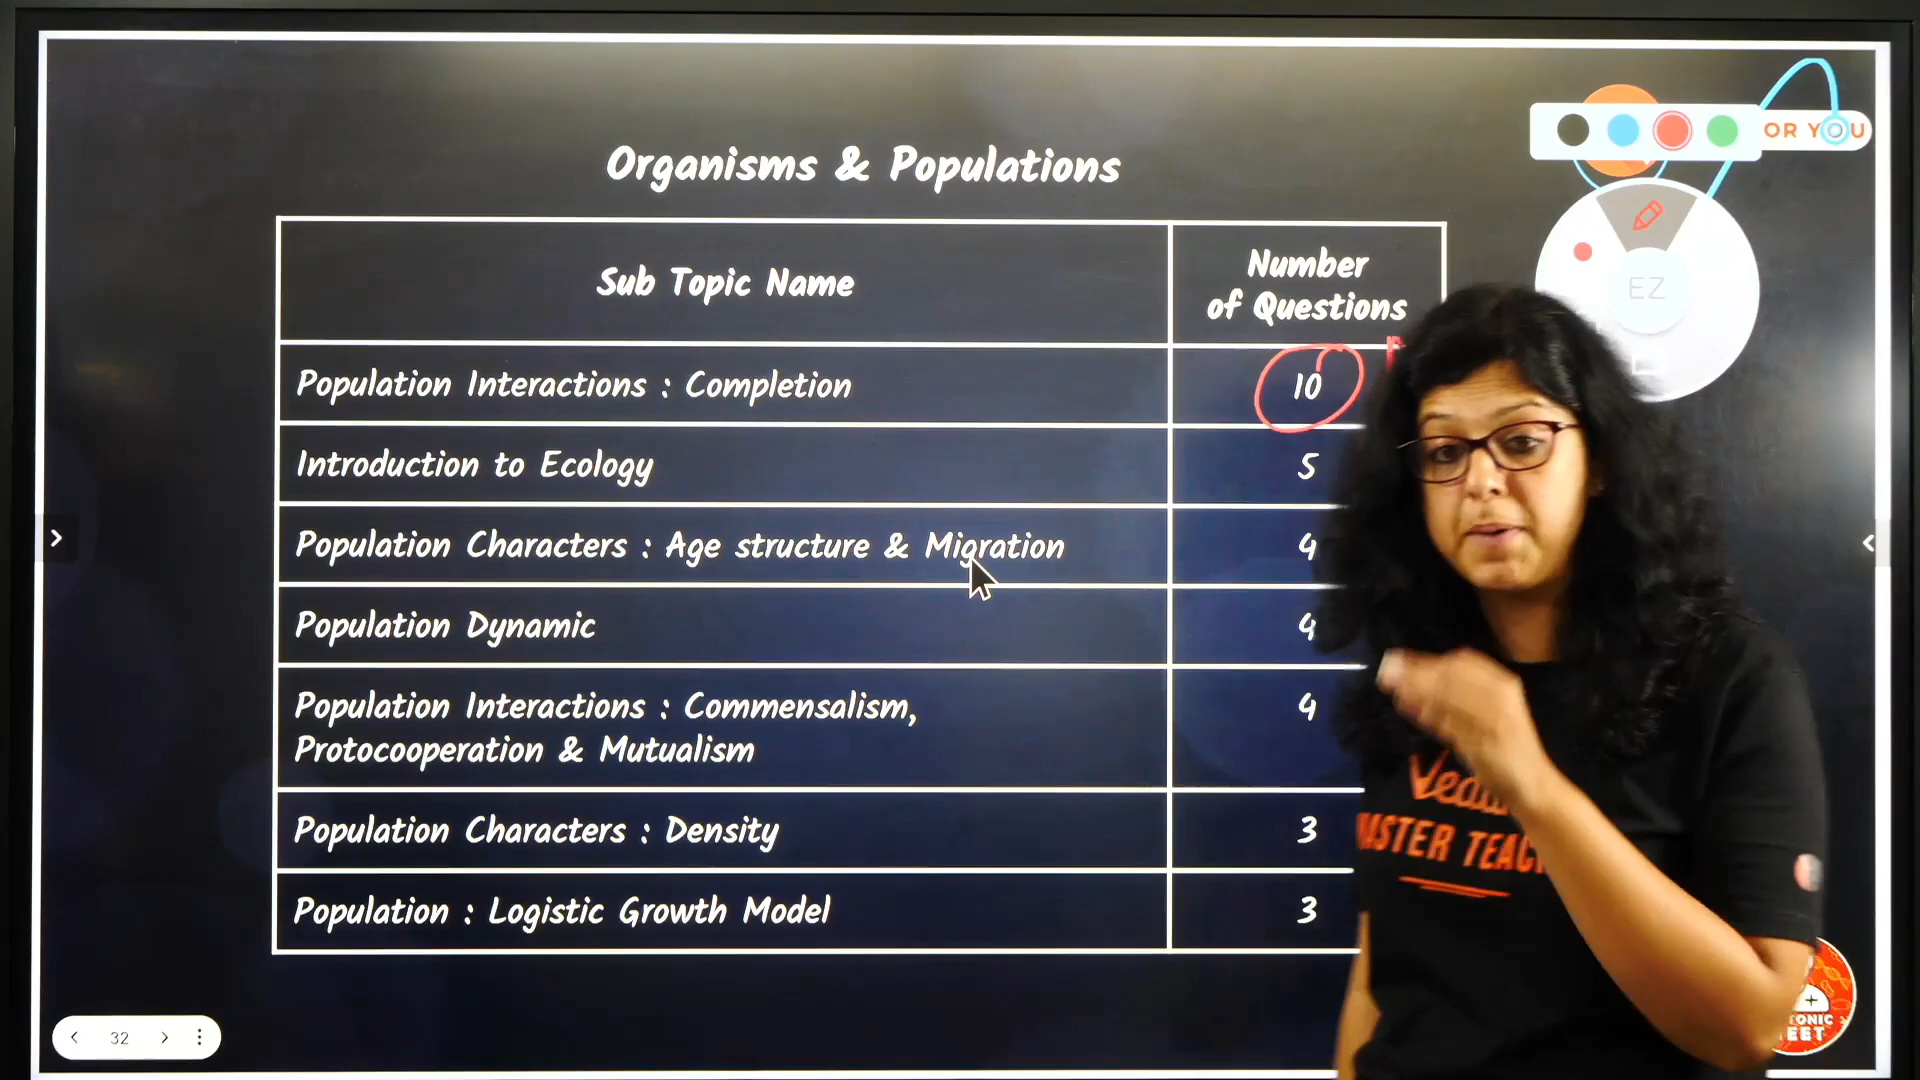 OR YOU
Organisms & Populations
EZ
Sub Topic Name
Number
of Questions
Population Interactions : Completion
10
Introduction to Ecology
5
Population Characters : Age structure & Migration
4
Population Dynamic
4
Population Interactions : Commensalism,
Protocooperation & Mutualism
4
Population Characters : Density
3
Population : Logistic Growth Model
3
32